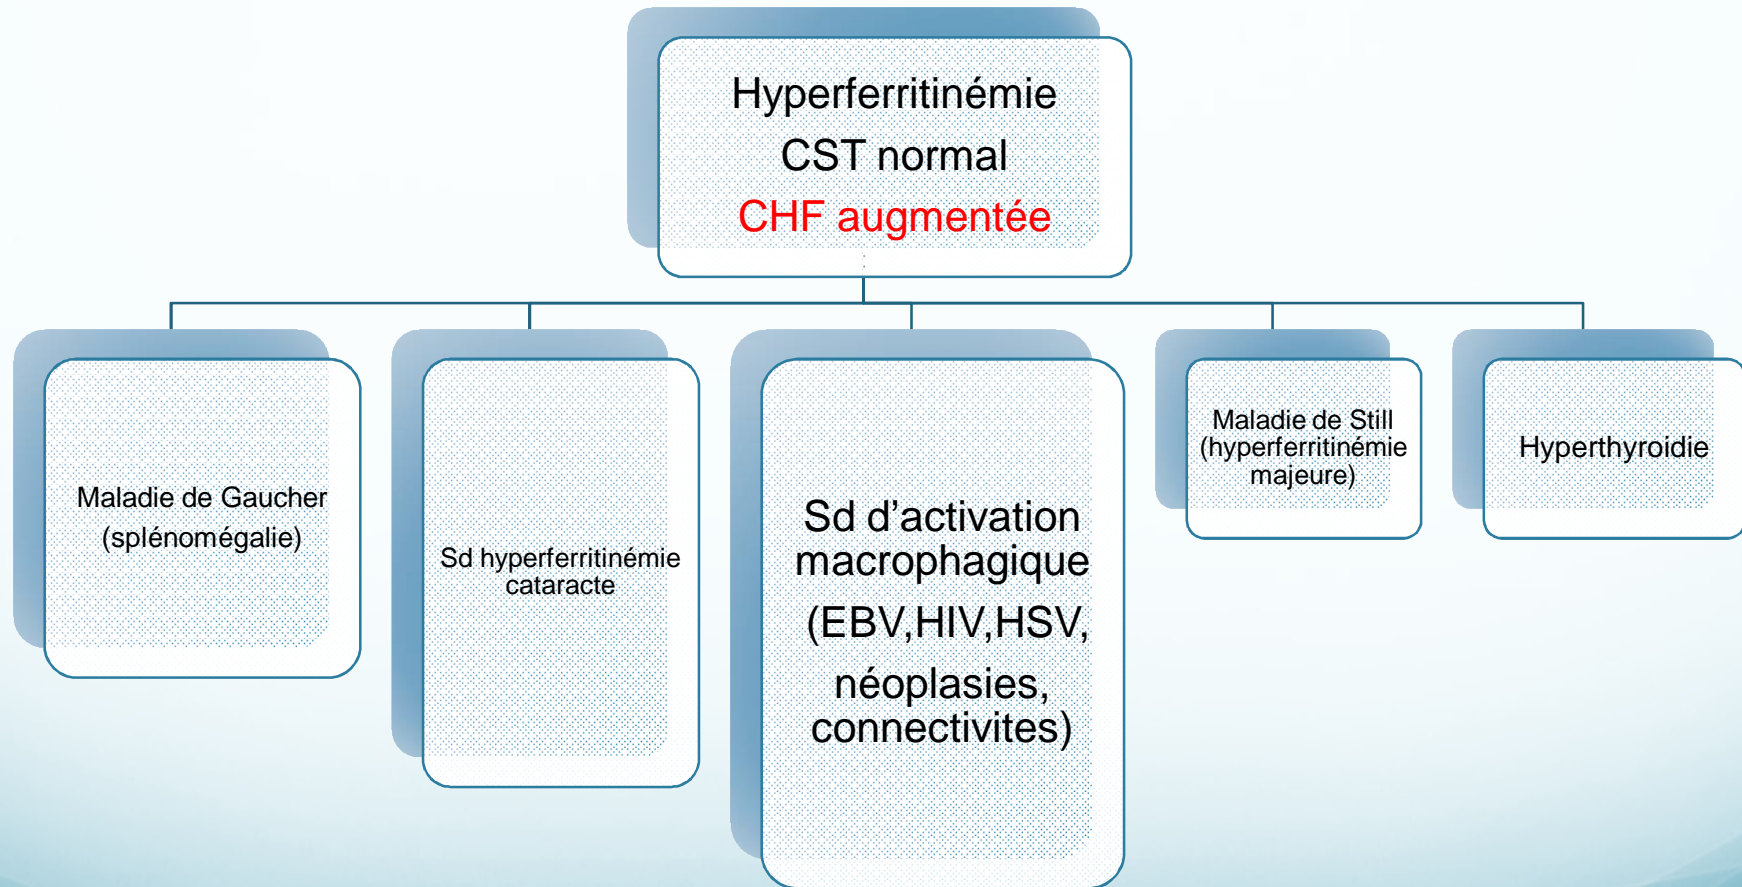 Hyperferritinémie
CST normal
CHF augmentée
Maladie de Gaucher
(splénomégalie)
Sd hyperferritinémie
cataracte
Sd d’activation
macrophagique
(EBV,HIV,HSV,
néoplasies,
connectivites)
Maladie de Still
(hyperferritinémie
majeure)
Hyperthyroidie